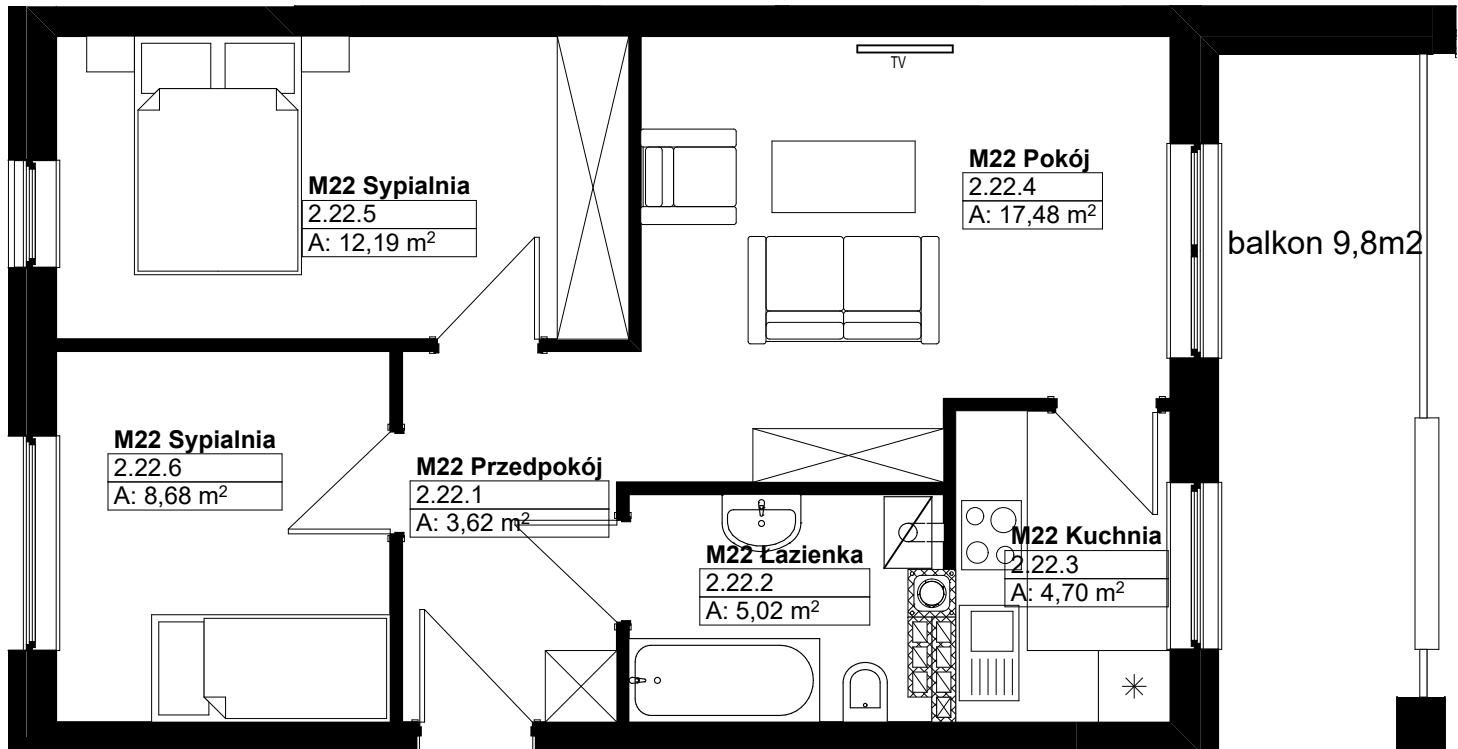 TV
M22 Sypialnia
2.22.5
A: 12,19 m²
M22 Pokój
2.22.4
A: 17,48 m²
balkon 9,8m2
M22 Sypialnia
2.22.6
A: 8,68 m²
M22 Przedpokój
2.22.1
A: 3,62 m²
M22 Łazienka
2.22.2
A: 5,02 m²
M22 Kuchnia
2.22.3
A: 4,70 m²